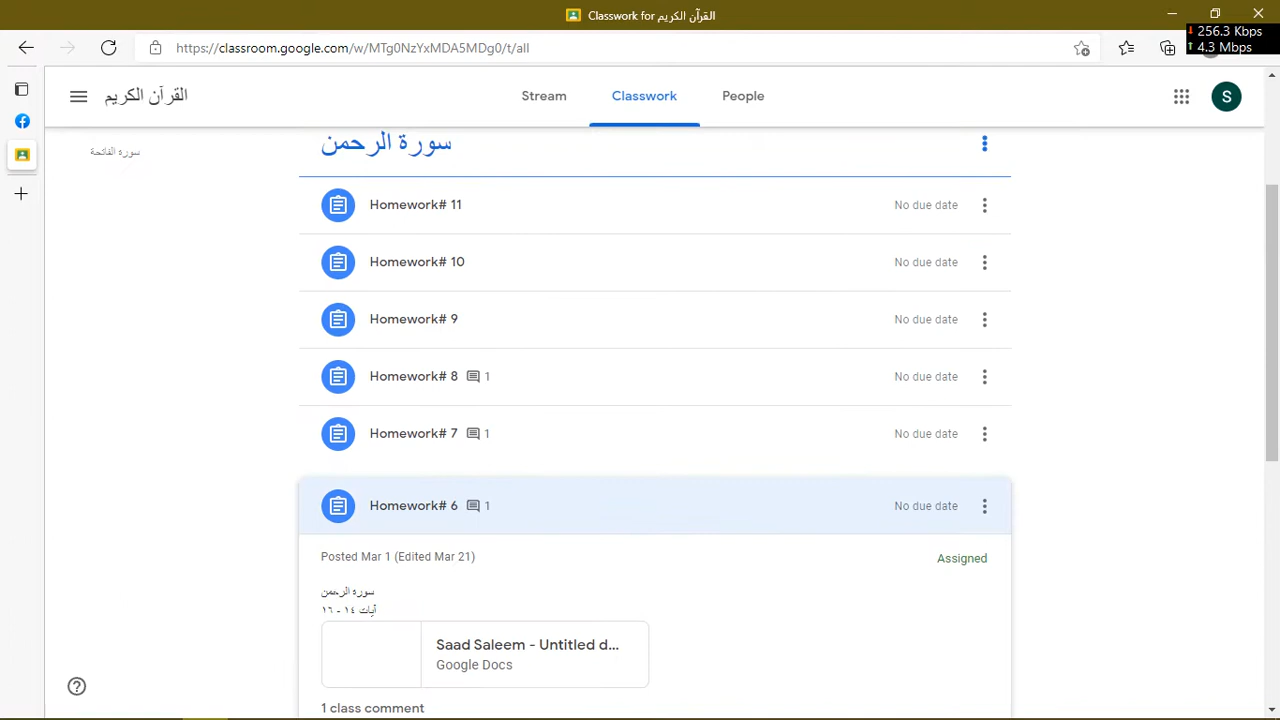 Classwork for القرآن الكريم
256.3 Kbps
4.3 Mbps
https://classroom.google.com/w/MTg0NzYxMDA5MDg0/t/all
القرآن الكريم
Stream
Classwork
People
S
سورة الفاتحة
سورة الرحمن
Homework# 11
No due date
Homework# 10
No due date
Homework# 9
No due date
Homework# 8 1
No due date
Homework# 7 1
No due date
Homework# 6 1
No due date
Posted Mar 1 (Edited Mar 21)
Assigned
سورة الرحمن
آيات ١٤ - ١٦
Saad Saleem - Untitled d...
Google Docs
1 class comment